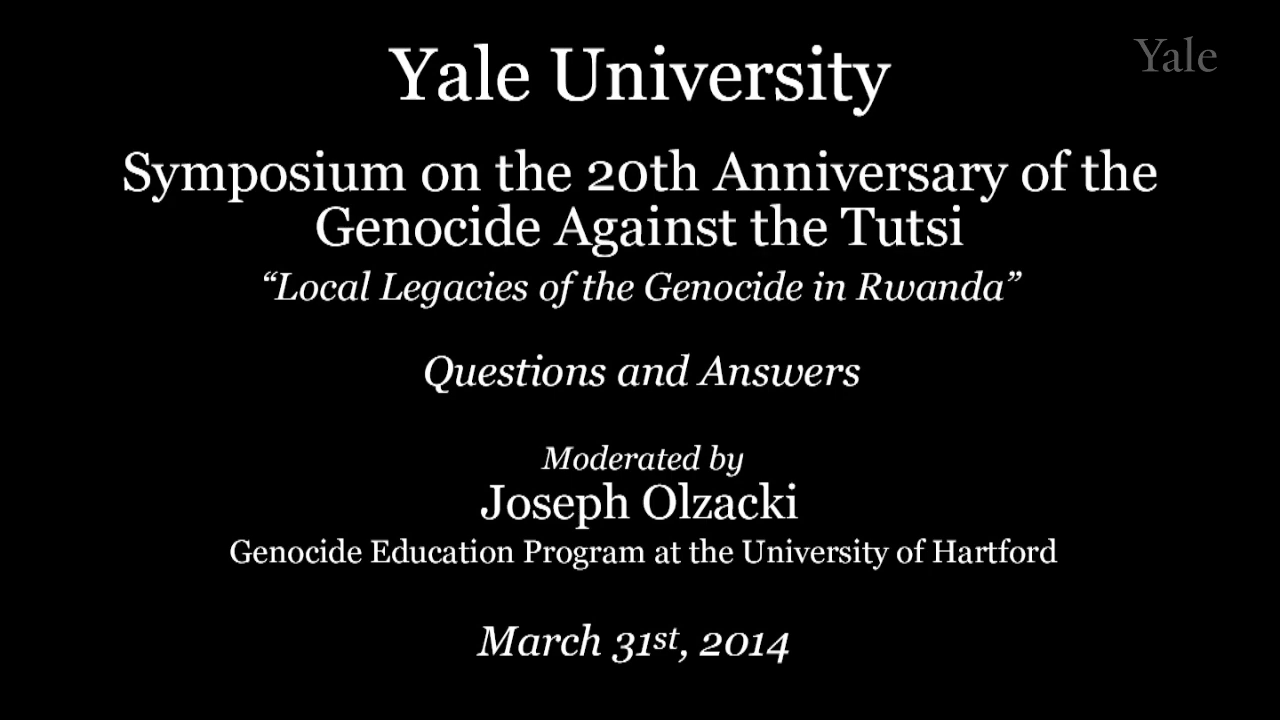 Yale
Yale University
Symposium on the 20th Anniversary of the
Genocide Against the Tutsi
“Local Legacies of the Genocide in Rwanda”
Questions and Answers
Moderated by
Joseph Olzacki
Genocide Education Program at the University of Hartford
March 31st, 2014